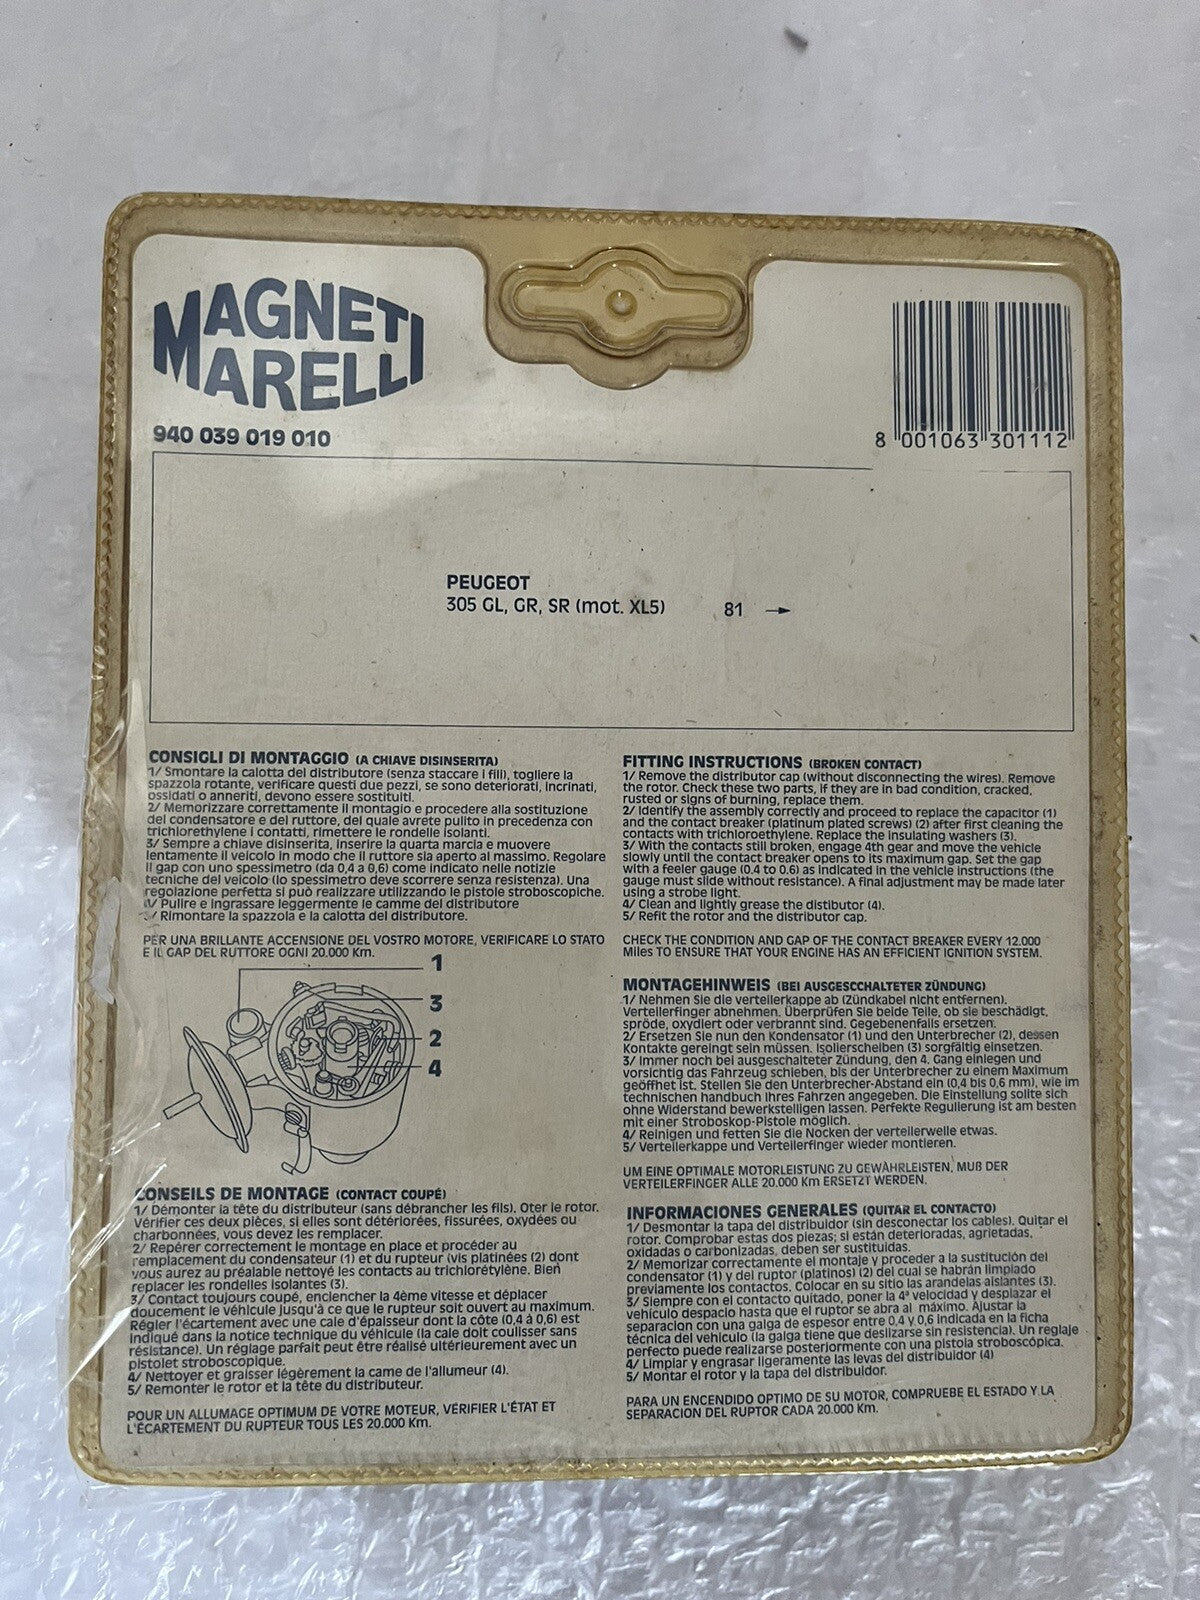 MAGNETI
MARELLI
940 039 019 010
8 001063 301112
PEUGEOT
305 GL, GR, SR (mot. XL5) 81 →
CONSIGLI DI MONTAGGIO (A CHIAVE DISINSERITA)
1/ Smontare la calotta del distributore (senza staccare i fili), togliere la
spazzola rotante, verificare questi due pezzi, se sono deteriorati, incrinati,
ossidati o anneriti, devono essere sostituiti.
2/ Memorizzare correttamente il montagio e procedere alla sostituzione
del condensatore e del ruttore, del quale avrete pulito in precedenza con
trichlorethylene i contatti, rimettere le rondelle isolanti.
3/ Sempre a chiave disinserita, inserire la quarta marcia e muovere
lentamente il veicolo in modo che il ruttore sia aperto al massimo. Regolare
il gap con uno spessimetro (da 0,4 a 0,6) come indicato nelle notizie
tecniche del veicolo (lo spessimetro deve scorrere senza resistenza). Una
regolazione perfetta si può realizzare utilizzando le pistole stroboscopiche.
4/ Pulire e ingrassare leggermente le camme del distributore
5/ Rimontare la spazzola e la calotta del distributore.
PER UNA BRILLANTE ACCENSIONE DEL VOSTRO MOTORE, VERIFICARE LO STATO
E IL GAP DEL RUTTORE OGNI 20.000 Km.
1
3
2
4
CONSEILS DE MONTAGE (CONTACT COUPÉ)
1/ Démonter la tête du distributeur (sans débrancher les fils). Oter le rotor.
Vérifier ces deux pièces, si elles sont détériorées, fissurées, oxydées ou
charbonnées, vous devez les remplacer.
2/ Repérer correctement le montage en place et procéder au
remplacement du condensateur (1) et du rupteur (vis platinées (2) dont
vous aurez au préalable nettoyé les contacts au trichlorétylène. Bien
replacer les rondelles isolantes (3).
3/ Contact toujours coupé, enclencher la 4ème vitesse et déplacer
doucement le véhicule jusqu'à ce que le rupteur soit ouvert au maximum.
Régler l'écartement avec une cale d'épaisseur dont la côte (0,4 à 0,6) est
indiqué dans la notice technique du véhicule (la cale doit coulisser sans
résistance). Un réglage parfait peut être réalisé ultérieurement avec un
pistolet stroboscopique.
4/ Nettoyer et graisser légèrement la came de l'allumeur (4).
5/ Remonter le rotor et la tête du distributeur.
POUR UN ALLUMAGE OPTIMUM DE VOTRE MOTEUR, VÉRIFIER L'ÉTAT ET
L'ÉCARTEMENT DU RUPTEUR TOUS LES 20.000 Km.
FITTING INSTRUCTIONS (BROKEN CONTACT)
1/ Remove the distributor cap (without disconnecting the wires). Remove
the rotor. Check these two parts, if they are in bad condition, cracked,
rusted or signs of burning, replace them.
2/ Identify the assembly correctly and proceed to replace the capacitor (1)
and the contact breaker (platinum plated screws) (2) after first cleaning the
contacts with trichloroethylene. Replace the insulating washers (3).
3/ With the contacts still broken, engage 4th gear and move the vehicle
slowly until the contact breaker opens to its maximum gap. Set the gap
with a feeler gauge (0.4 to 0.6) as indicated in the vehicle instructions (the
gauge must slide without resistance). A final adjustment may be made later
using a strobe light.
4/ Clean and lightly grease the distibutor (4).
5/ Refit the rotor and the distributor cap.
CHECK THE CONDITION AND GAP OF THE CONTACT BREAKER EVERY 12.000
Miles TO ENSURE THAT YOUR ENGINE HAS AN EFFICIENT IGNITION SYSTEM.
MONTAGEHINWEIS (BEI AUSGESCCHALTETER ZÜNDUNG)
1/ Nehmen Sie die verteilerkappe ab (Zündkabel nicht entfernen).
Verteilerfinger abnehmen. Überprüfen Sie beide Teile, ob sie beschädigt,
spröde, oxydiert oder verbrannt sind. Gegebenenfalls ersetzen.
2/ Ersetzen Sie nun den Kondensator (1) und den Unterbrecher (2), dessen
Kontakte gereingt sein müssen. Isolierscheiben (3) sorgfältig einsetzen.
3/ Immer noch bei ausgeschalteter Zündung, den 4. Gang einlegen und
vorsichtig das Fahrzeug schieben, bis der Unterbrecher zu einem Maximum
geöffnet ist. Stellen Sie den Unterbrecher-Abstand ein (0,4 bis 0,6 mm), wie im
technischen handbuch ihres Fahrzen angegeben. Die Einstellung sollte sich
ohne Widerstand bewerkstelligen lassen. Perfekte Regulierung ist am besten
mit einer Stroboskop-Pistole möglich.
4/ Reinigen und fetten Sie die Nocken der verteilerwelle etwas.
5/ Verteilerkappe und Verteilerfinger wieder montieren.
UM EINE OPTIMALE MOTORLEISTUNG ZU GEWÄHRLEISTEN, MUß DER
VERTEILERFINGER ALLE 20.000 Km ERSETZT WERDEN.
INFORMACIONES GENERALES (QUITAR EL CONTACTO)
1/ Desmontar la tapa del distribuidor (sin desconectar los cables). Quitar el
rotor. Comprobar estas dos piezas; si están deterioradas, agrietadas,
oxidadas o carbonizadas, deben ser sustituidas.
2/ Memorizar correctamente el montaje y proceder a la sustitución del
condensator (1) y del ruptor (platinos) (2) del cual se habrán limpiado
previamente los contactos. Colocar en su sitio las arandelas aislantes (3).
3/ Siempre con el contacto quitado, poner la 4ª velocidad y desplazar el
vehículo despacio hasta que el ruptor se abra al máximo. Ajustar la
separacion con una galga de espesor entre 0,4 y 0,6 indicada en la ficha
técnica del vehiculo (la galga tiene que deslizarse sin resistencia). Un reglaje
perfecto puede realizarse posteriormente con una pistola stroboscópica.
4/ Limpiar y engrasar ligeramente las levas del distribuidor (4)
5/ Montar el rotor y la tapa del distribuidor.
PARA UN ENCENDIDO OPTIMO DE SU MOTOR, COMPRUEBE EL ESTADO Y LA
SEPARACION DEL RUPTOR CADA 20.000 Km.